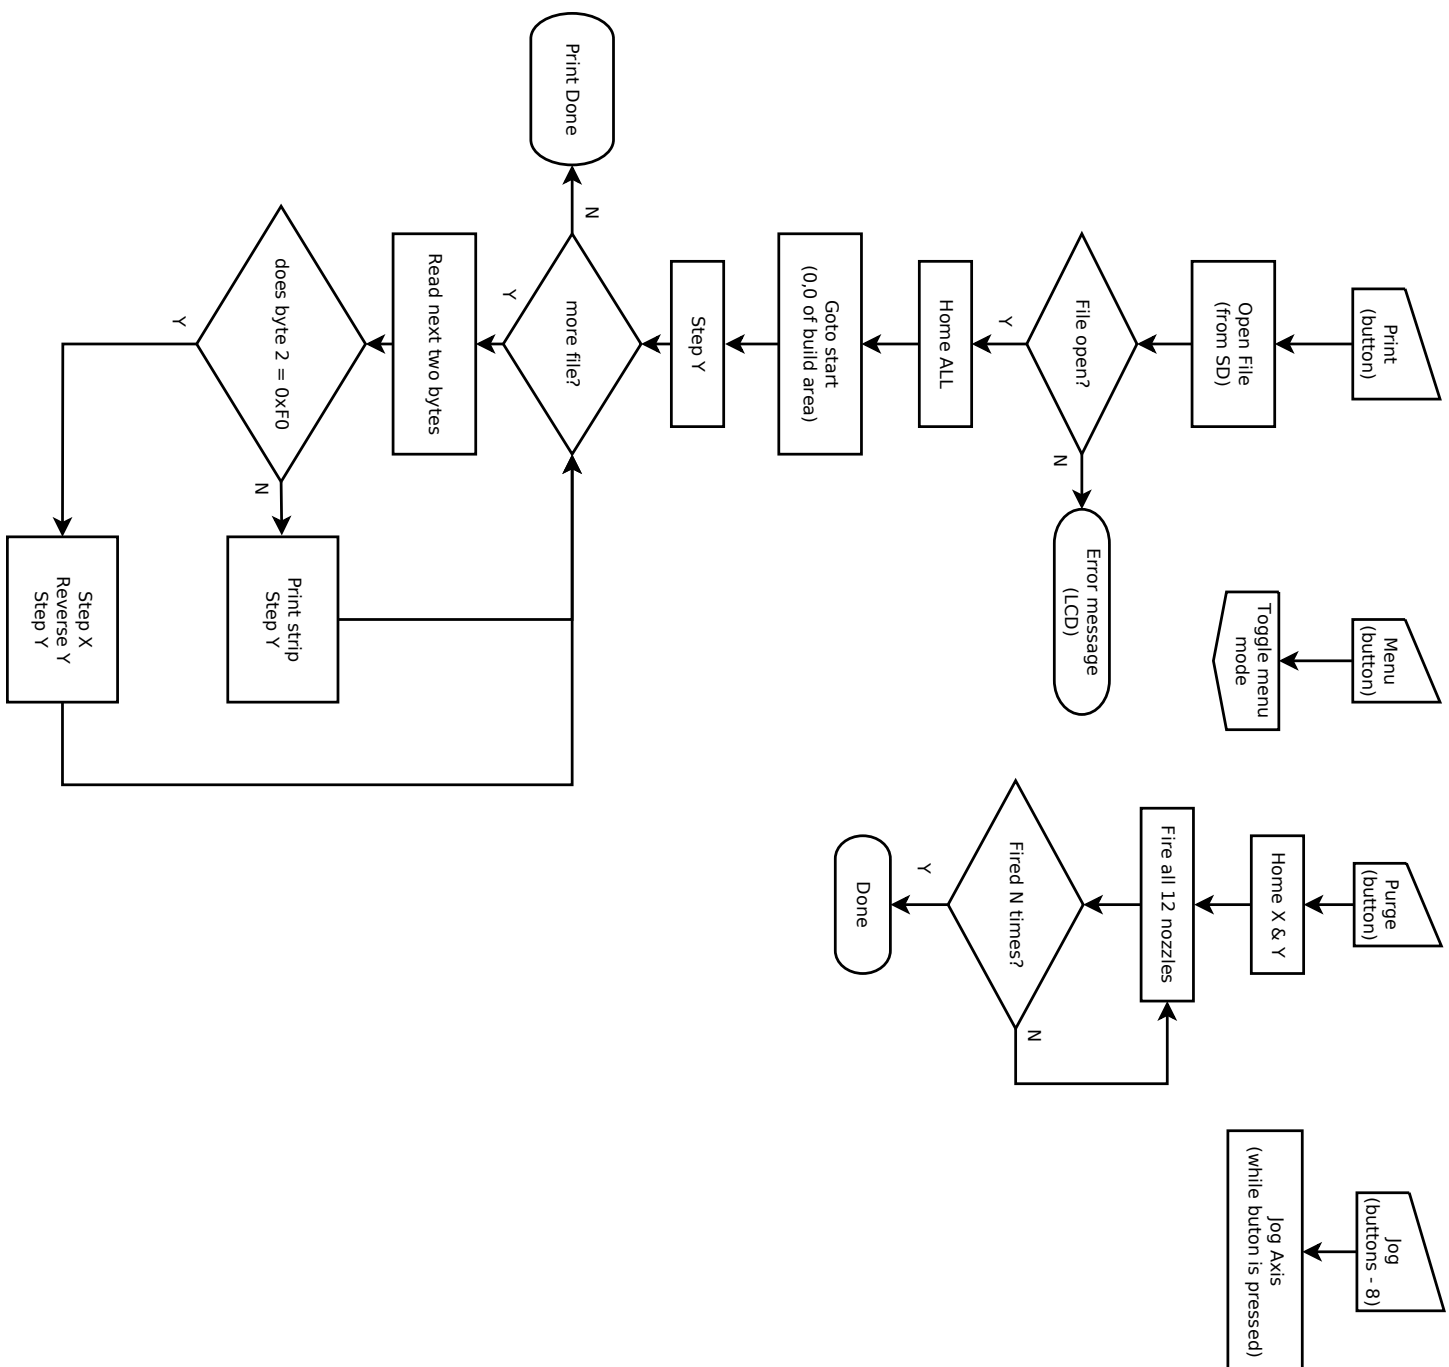 Print
(button)
Open File
(from SD)
File open?
N
Error message
(LCD)
Y
Home ALL
Goto start
(0,0 of build area)
Step Y
more file?
N
Print Done
Y
Read next two bytes
does byte 2 = 0xF0
N
Print strip
Step Y
Y
Step X
Reverse Y
Step Y
Menu
(button)
Toggle menu
mode
Purge
(button)
Home X & Y
Fire all 12 nozzles
Fired N times?
N
Y
Done
Jog
(buttons - 8)
Jog Axis
(while buton is pressed)